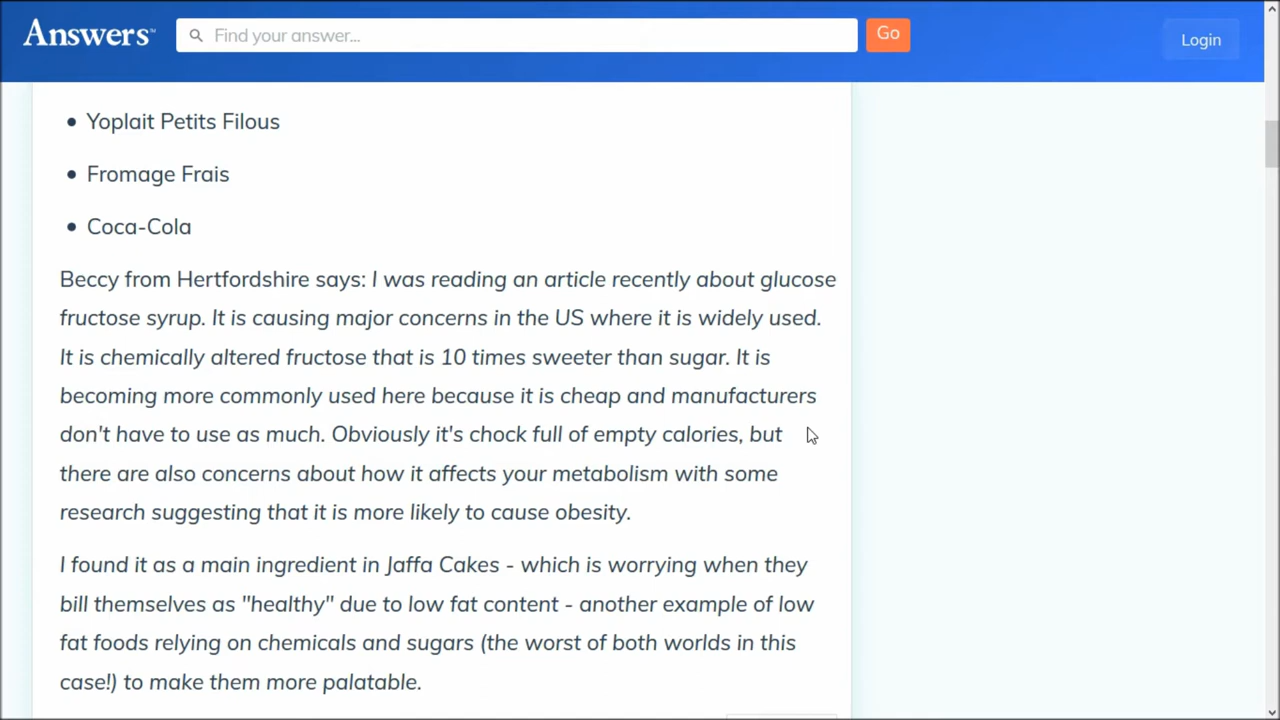 Answers™ Find your answer... Go Login
• Yoplait Petits Filous
• Fromage Frais
• Coca-Cola
Beccy from Hertfordshire says: I was reading an article recently about glucose
fructose syrup. It is causing major concerns in the US where it is widely used.
It is chemically altered fructose that is 10 times sweeter than sugar. It is
becoming more commonly used here because it is cheap and manufacturers
don't have to use as much. Obviously it's chock full of empty calories, but
there are also concerns about how it affects your metabolism with some
research suggesting that it is more likely to cause obesity.
I found it as a main ingredient in Jaffa Cakes - which is worrying when they
bill themselves as "healthy" due to low fat content - another example of low
fat foods relying on chemicals and sugars (the worst of both worlds in this
case!) to make them more palatable.